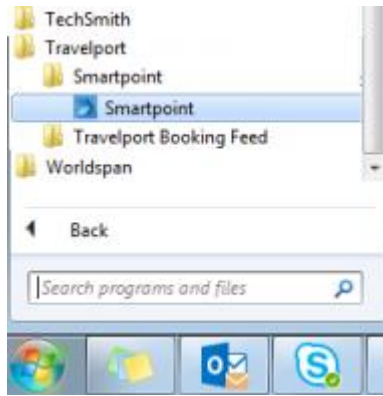 TechSmith
Travelport
Smartpoint
Smartpoint
Travelport Booking Feed
Worldspan
Back
Search programs and files